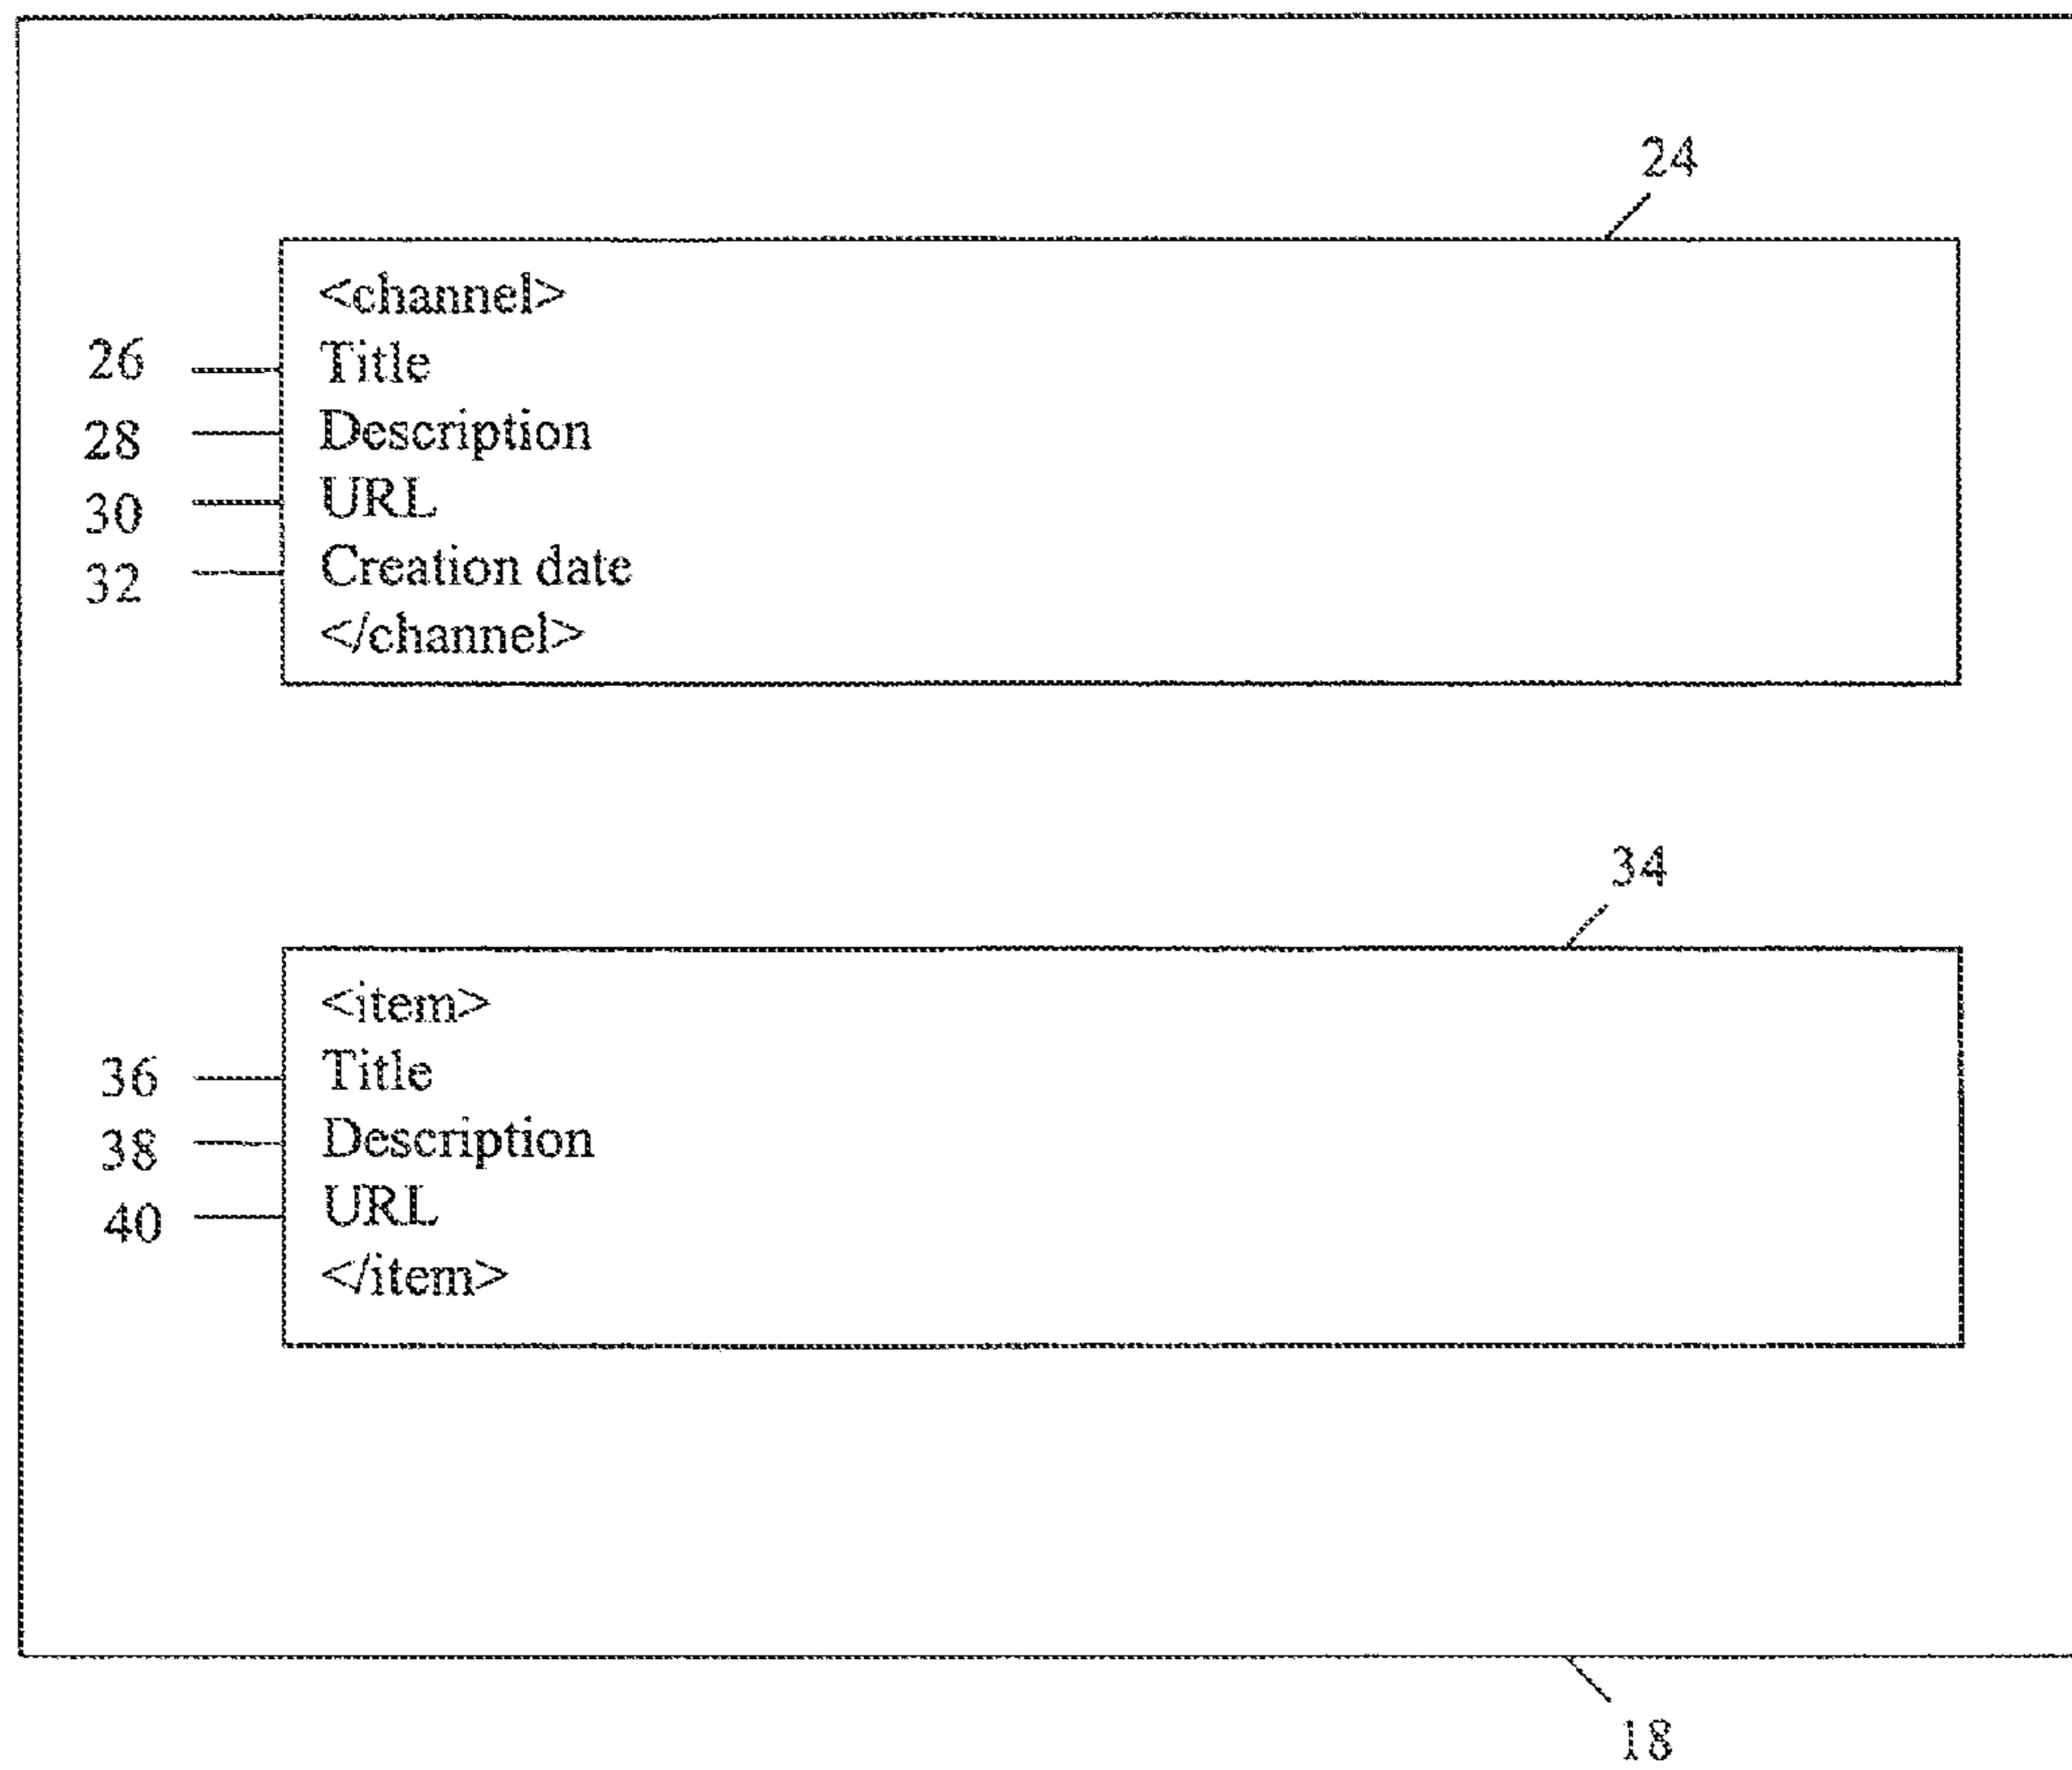 24
<channel>
26 Title
28 Description
30 URL
32 Creation date
</channel>
34
<item>
36 Title
38 Description
40 URL
</item>
18